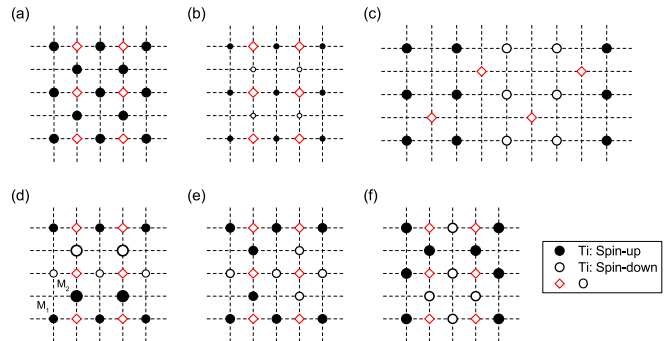 (a)
(b)
(c)
(d)
(e)
(f)
M₂
M₁
Ti: Spin-up
Ti: Spin-down
O